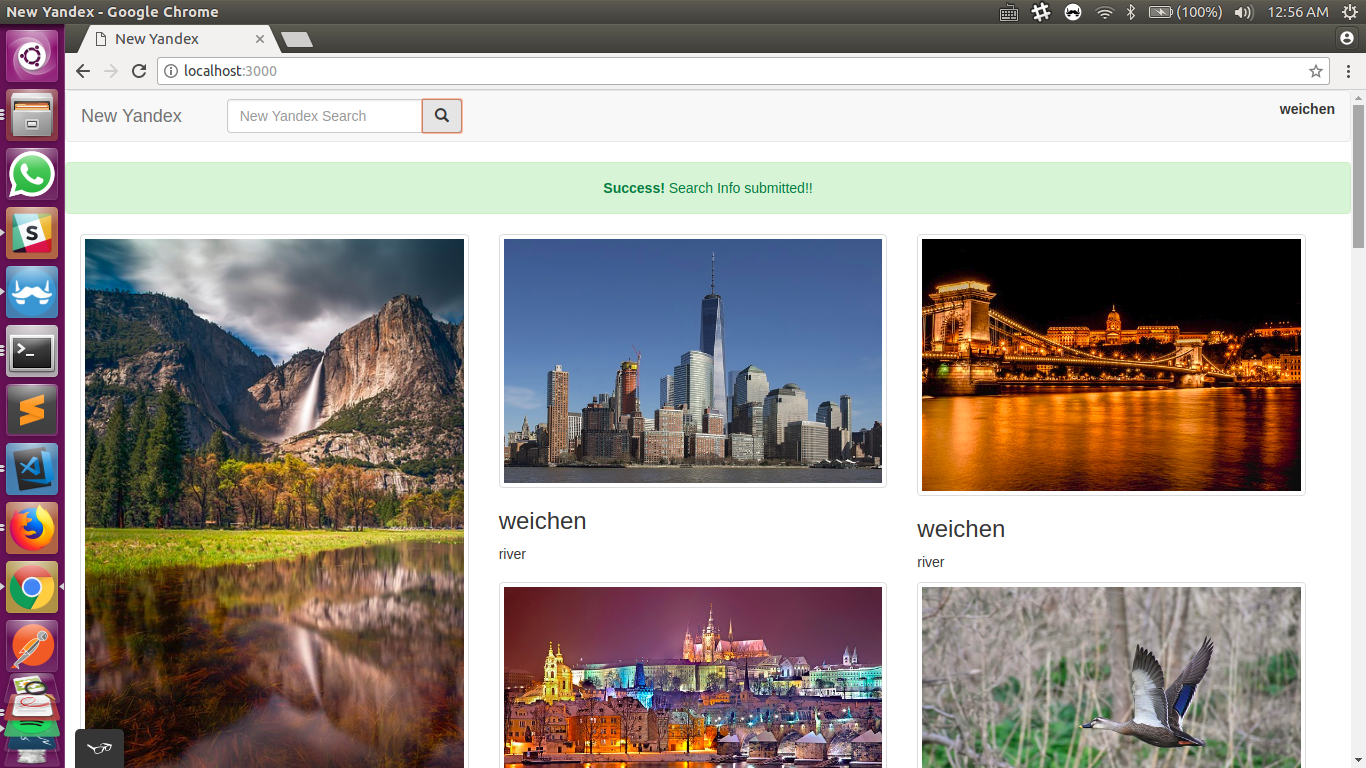 New Yandex - Google Chrome
(100%)
12:56 AM
New Yandex
localhost:3000
New Yandex
New Yandex Search
weichen
Success! Search Info submitted!!
weichen
river
weichen
river